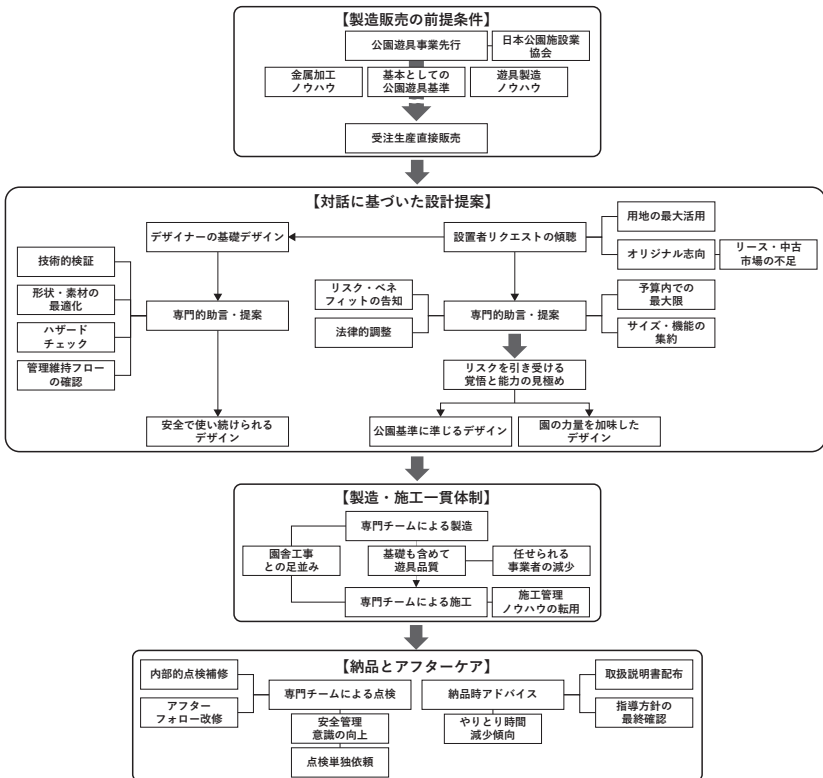 【製造販売の前提条件】
公園遊具事業先行
日本公園施設業
協会
金属加工
ノウハウ
基本としての
公園遊具基準
遊具製造
ノウハウ
受注生産直接販売
【対話に基づいた設計提案】
デザイナーの基礎デザイン
設置者リクエストの傾聴
用地の最大活用
オリジナル志向
リース・中古
市場の不足
技術的検証
形状・素材の
最適化
ハザード
チェック
管理維持フロー
の確認
専門的助言・提案
リスク・ベネ
フィットの告知
法律的調整
専門的助言・提案
予算内での
最大限
サイズ・機能の
集約
リスクを引き受ける
覚悟と能力の見極め
安全で使い続けられる
デザイン
公園基準に準じるデザイン
園の力量を加味した
デザイン
【製造・施工一貫体制】
専門チームによる製造
園舎工事
との足並み
基礎も含めて
遊具品質
任せられる
事業者の減少
専門チームによる施工
施工管理
ノウハウの転用
【納品とアフターケア】
内部的点検補修
アフター
フォロー改修
専門チームによる点検
安全管理
意識の向上
点検単独依頼
納品時アドバイス
やりとり時間
減少傾向
取扱説明書配布
指導方針の
最終確認